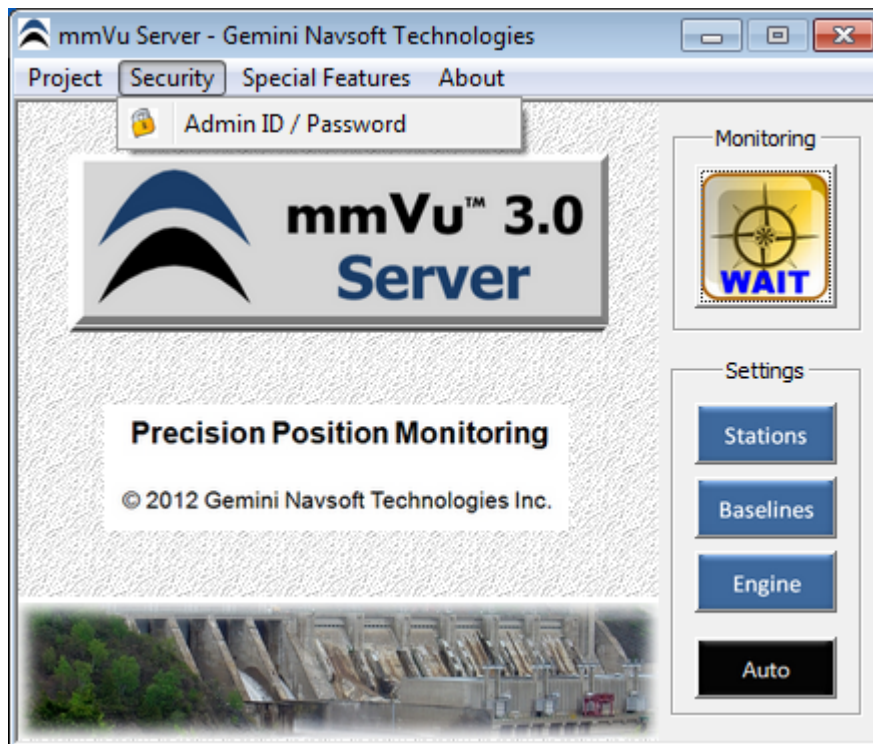 mmVu Server - Gemini Navsoft Technologies
Project Security Special Features About
Admin ID / Password
mmVu™ 3.0
Server
Precision Position Monitoring
© 2012 Gemini Navsoft Technologies Inc.
Monitoring
WAIT
Settings
Stations
Baselines
Engine
Auto